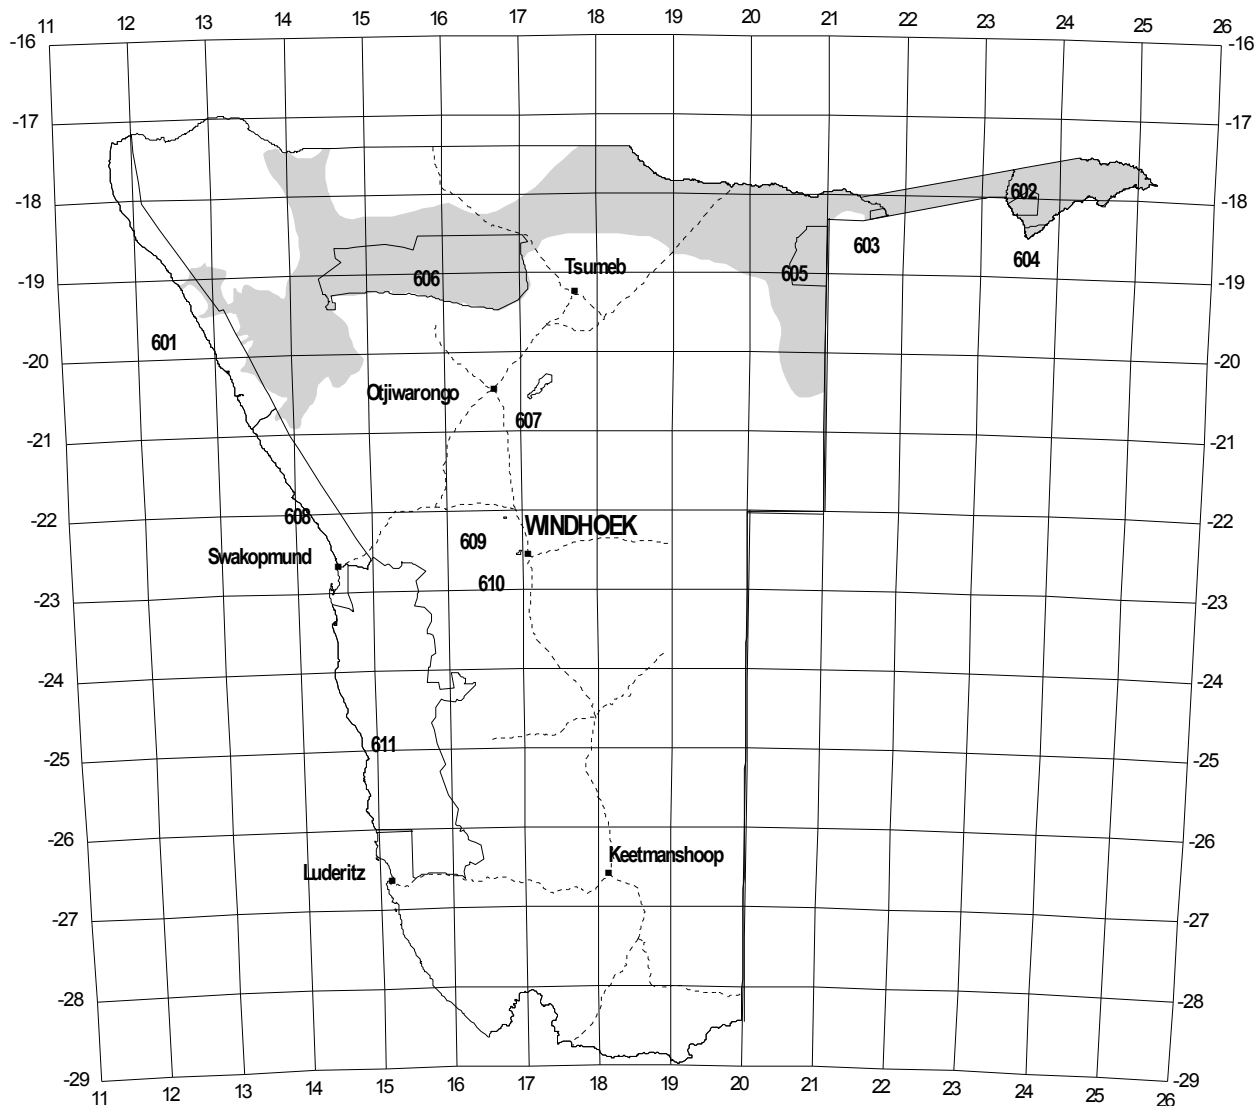 11 12 13 14 15 16 17 18 19 20 21 22 23 24 25 26
-16 -16
-17 -17
-18 602 -18
603
604
Tsumeb
605
606
-19 -19
601
-20 -20
Otjiwarongo
607
-21 -21
608
-22 WINDHOEK -22
609
Swakopmund
610
-23 -23
-24 -24
611
-25 -25
-26 -26
Keetmanshoop
Luderitz
-27 -27
-28 -28
-29 -29
11 12 13 14 15 16 17 18 19 20 21 22 23 24 25 26